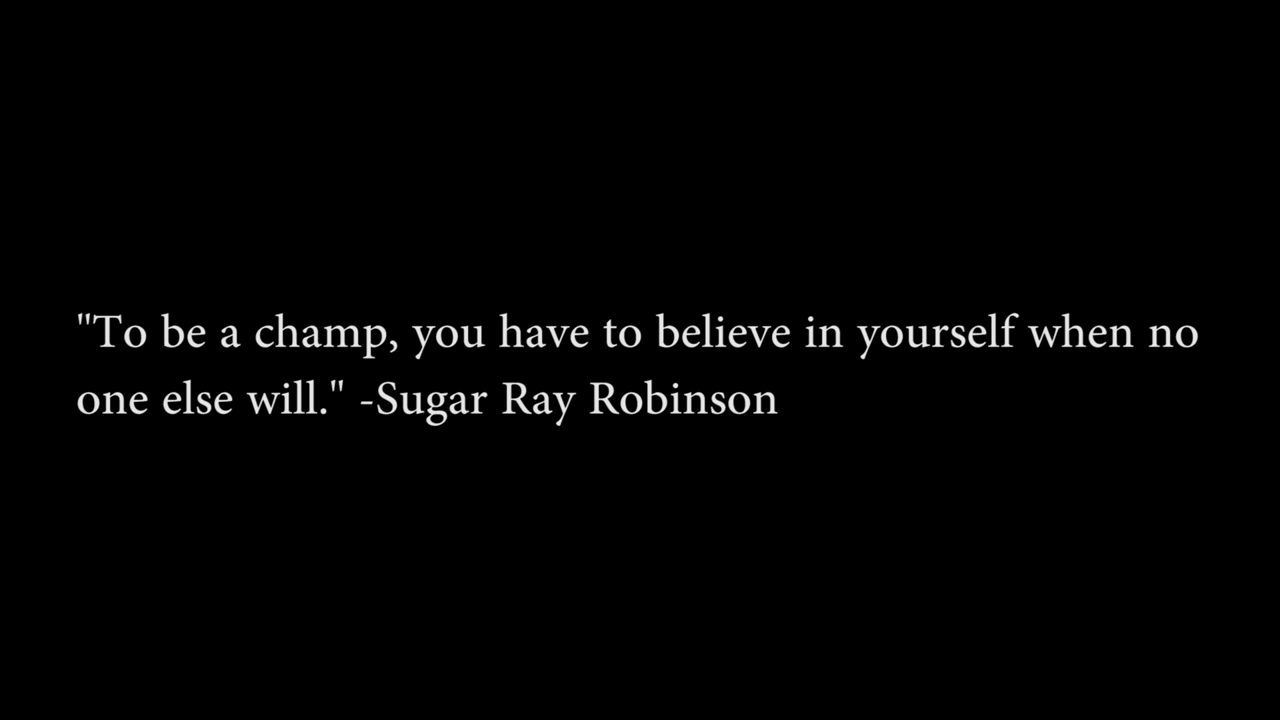 "To be a champ, you have to believe in yourself when no
one else will." -Sugar Ray Robinson